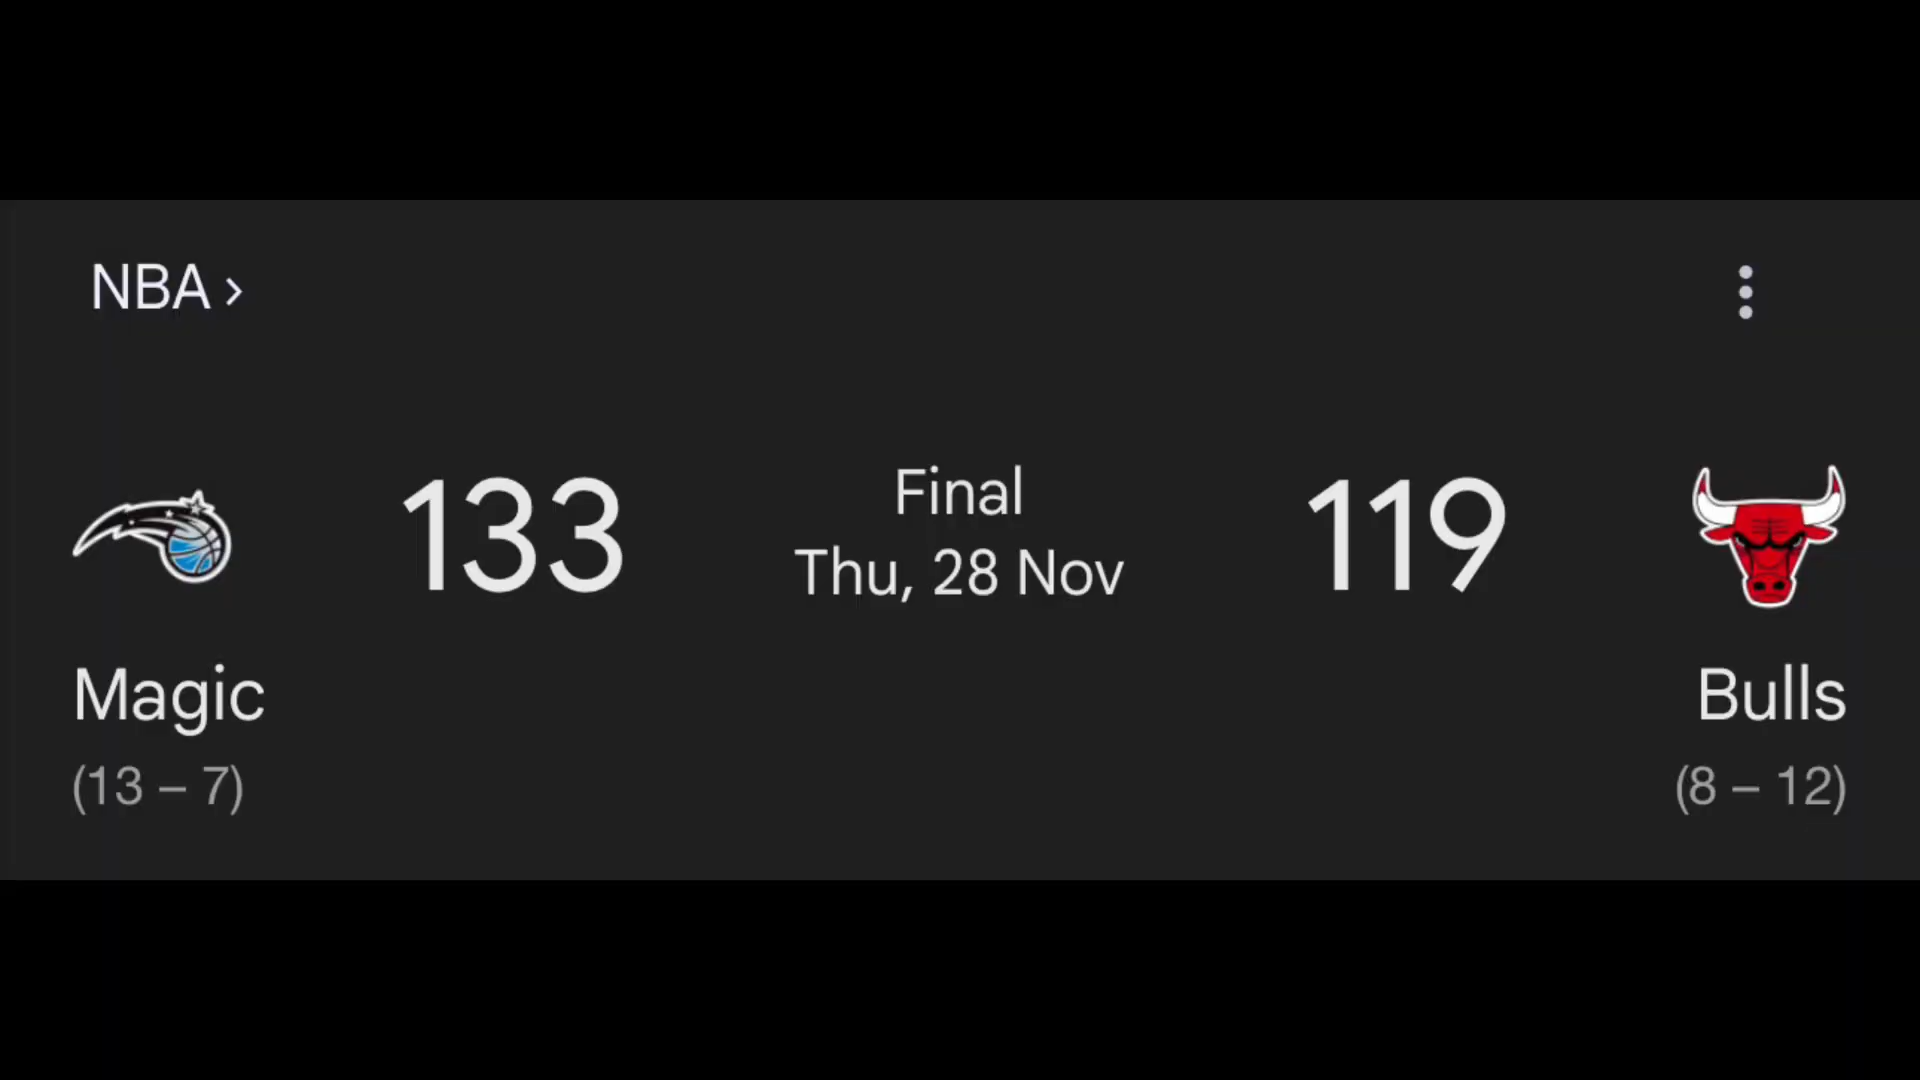 NBA ›
133 Final 119
Thu, 28 Nov
Magic Bulls
(13 – 7) (8 – 12)